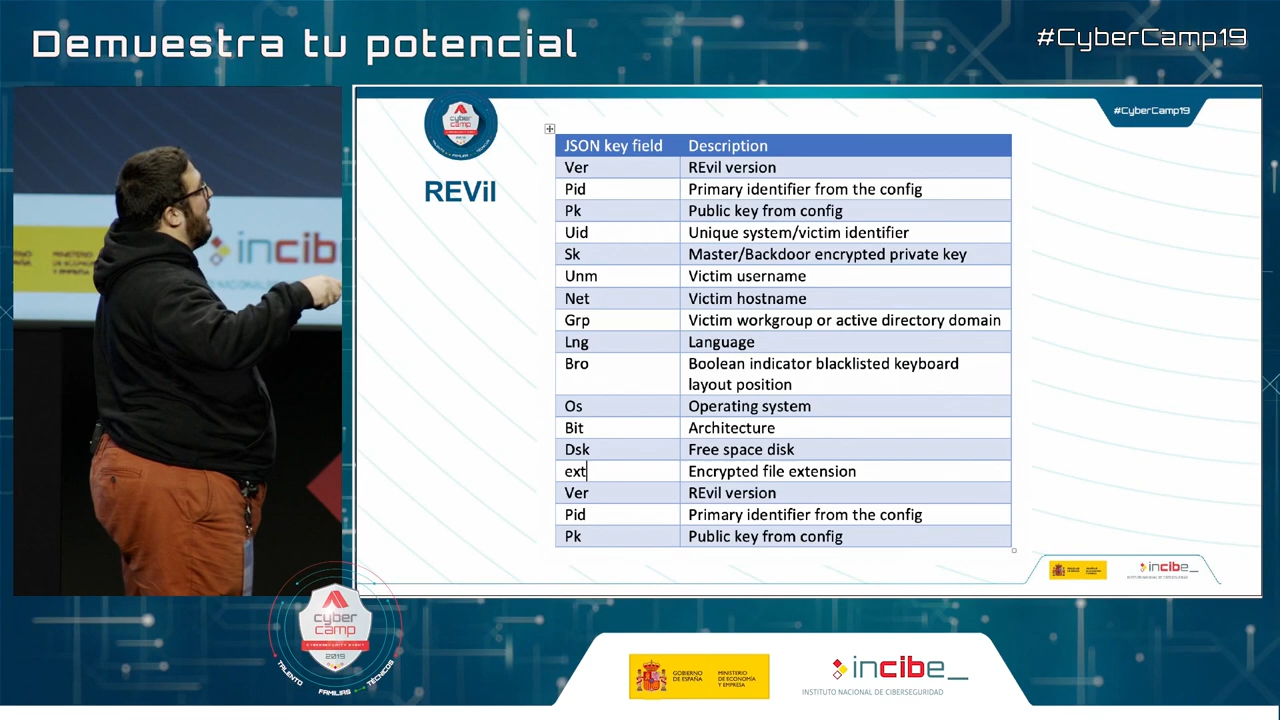 Demuestra tu potencial
#CyberCamp19
#CyberCamp19
cyber
camp
REVil
JSON key field Description
Ver REvil version
Pid Primary identifier from the config
Pk Public key from config
Uid Unique system/victim identifier
Sk Master/Backdoor encrypted private key
Unm Victim username
Net Victim hostname
Grp Victim workgroup or active directory domain
Lng Language
Bro Boolean indicator blacklisted keyboard
layout position
Os Operating system
Bit Architecture
Dsk Free space disk
ext Encrypted file extension
Ver REvil version
Pid Primary identifier from the config
Pk Public key from config
incib
incibe_
cyber
camp
2019
TALENTO
FAMILIAS
TÉCNICOS
GOBIERNO
DE ESPAÑA
MINISTERIO
DE ECONOMÍA
Y EMPRESA
incibe_
INSTITUTO NACIONAL DE CIBERSEGURIDAD